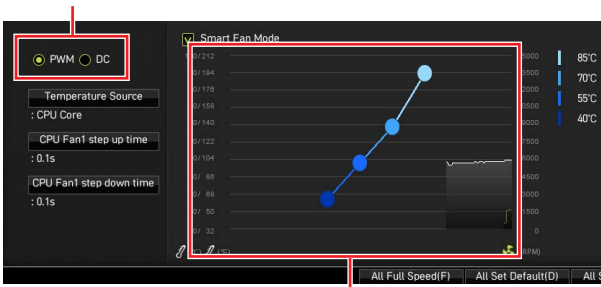 Smart Fan Mode
PWM DC
Temperature Source
: CPU Core
CPU Fan1 step up time
: 0.1s
CPU Fan1 step down time
: 0.1s
0/212
0/194
0/176
0/158
0/140
0/122
0/104
0/ 86
0/ 68
0/ 50
0/ 32
(°F)
5000
3500
2000
0500
9000
7500
6000
4500
3000
1500
0
(RPM)
85°C
70°C
55°C
40°C
All Full Speed(F) All Set Default(D) All S